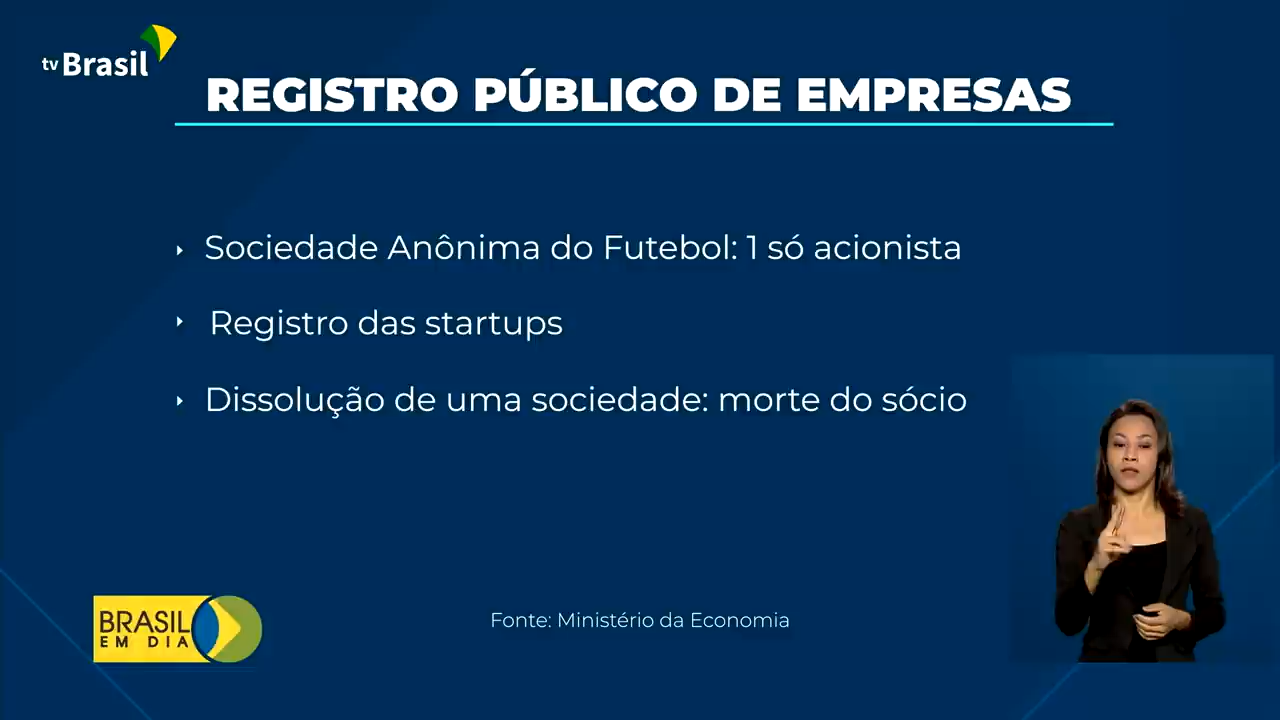 tv Brasil
REGISTRO PÚBLICO DE EMPRESAS
Sociedade Anônima do Futebol: 1 só acionista
Registro das startups
Dissolução de uma sociedade: morte do sócio
BRASIL
EM DIA
Fonte: Ministério da Economia